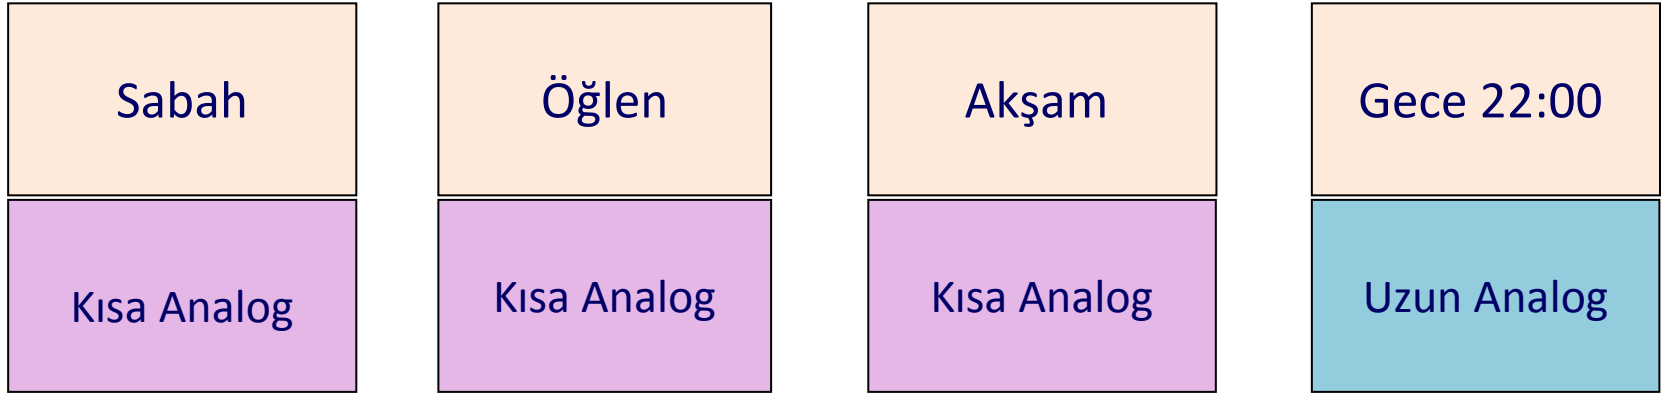 Sabah
Öğlen
Akşam
Gece 22:00
Kısa Analog
Kısa Analog
Kısa Analog
Uzun Analog